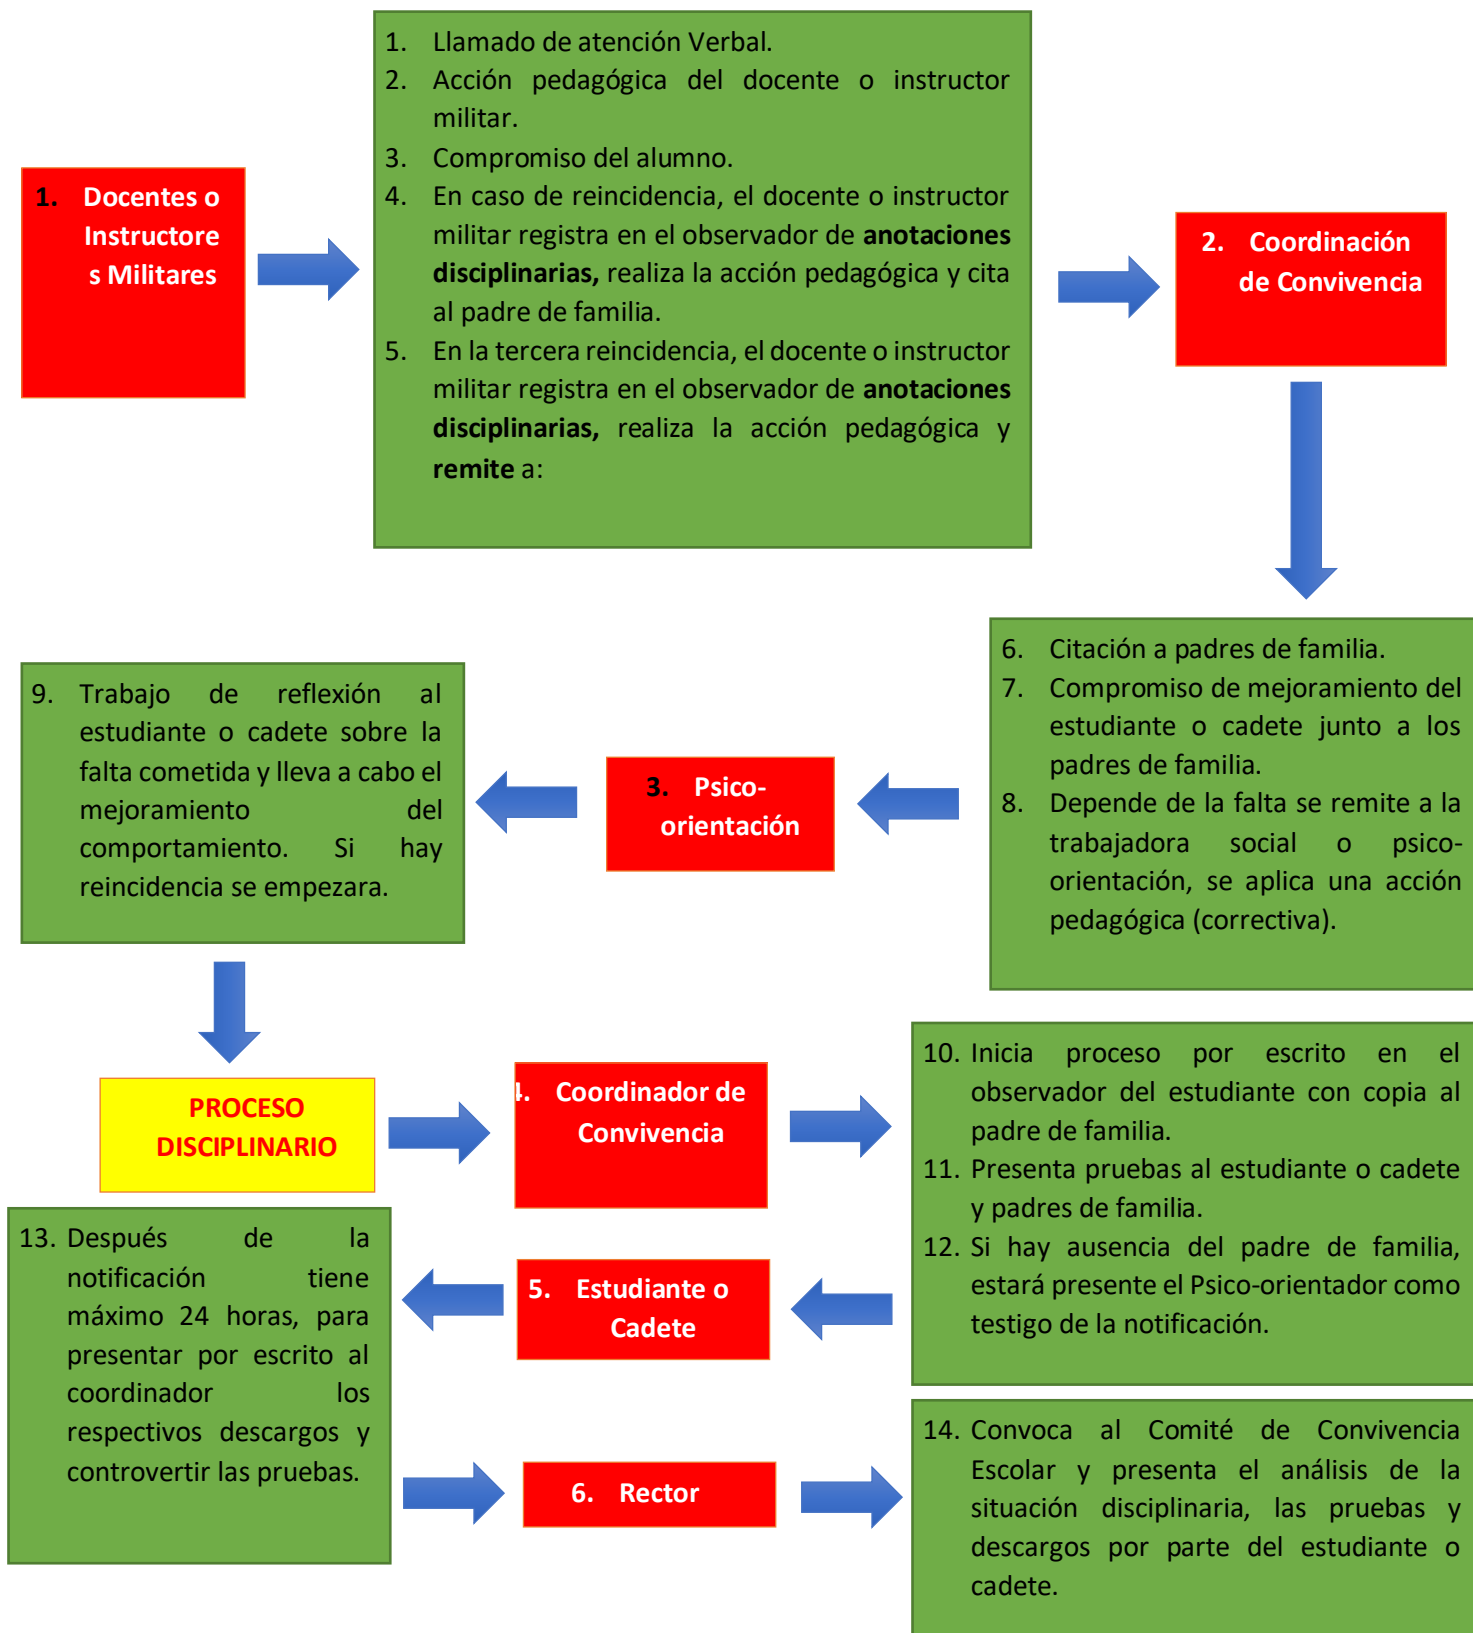 1. Docentes o
Instructore
s Militares
1. Llamado de atención Verbal.
2. Acción pedagógica del docente o instructor
militar.
3. Compromiso del alumno.
4. En caso de reincidencia, el docente o instructor
militar registra en el observador de anotaciones
disciplinarias, realiza la acción pedagógica y cita
al padre de familia.
5. En la tercera reincidencia, el docente o instructor
militar registra en el observador de anotaciones
disciplinarias, realiza la acción pedagógica y
remite a:
2. Coordinación
de Convivencia
6. Citación a padres de familia.
7. Compromiso de mejoramiento del
estudiante o cadete junto a los
padres de familia.
8. Depende de la falta se remite a la
trabajadora social o psico-
orientación, se aplica una acción
pedagógica (correctiva).
3. Psico-
orientación
9. Trabajo de reflexión al
estudiante o cadete sobre la
falta cometida y lleva a cabo el
mejoramiento del
comportamiento. Si hay
reincidencia se empezara.
PROCESO
DISCIPLINARIO
4. Coordinador de
Convivencia
10. Inicia proceso por escrito en el
observador del estudiante con copia al
padre de familia.
11. Presenta pruebas al estudiante o cadete
y padres de familia.
12. Si hay ausencia del padre de familia,
estará presente el Psico-orientador como
testigo de la notificación.
5. Estudiante o
Cadete
13. Después de la
notificación tiene
máximo 24 horas, para
presentar por escrito al
coordinador los
respectivos descargos y
controvertir las pruebas.
6. Rector
14. Convoca al Comité de Convivencia
Escolar y presenta el análisis de la
situación disciplinaria, las pruebas y
descargos por parte del estudiante o
cadete.